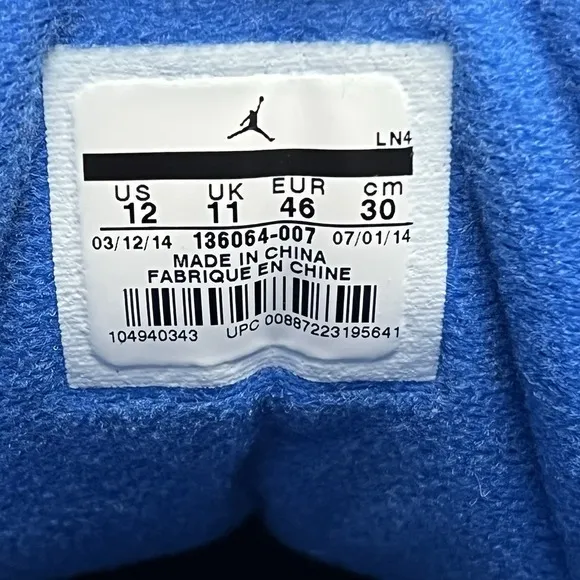 LN4
US UK EUR cm
12 11 46 30
03/12/14 136064-007 07/01/14
MADE IN CHINA
FABRIQUE EN CHINE
104940343 UPC 00887223195641